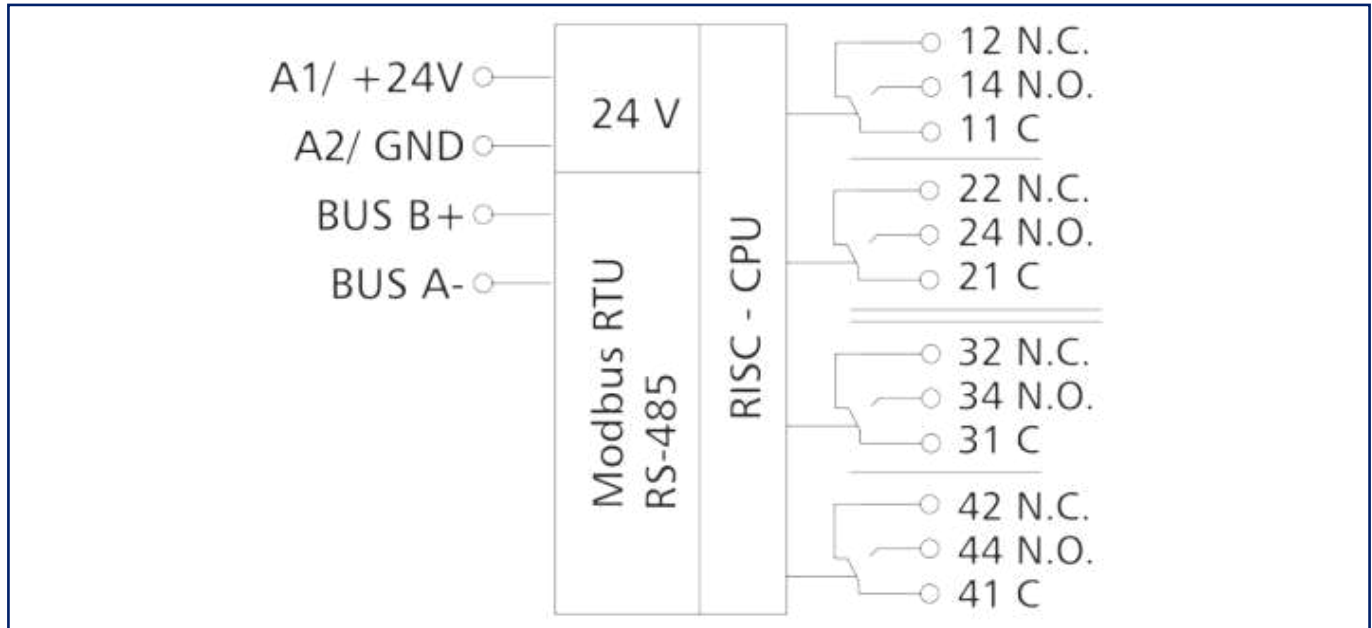 A1/ +24V
A2/ GND
BUS B+
BUS A-
24 V
Modbus RTU
RS-485
RISC - CPU
12 N.C.
14 N.O.
11 C
22 N.C.
24 N.O.
21 C
32 N.C.
34 N.O.
31 C
42 N.C.
44 N.O.
41 C